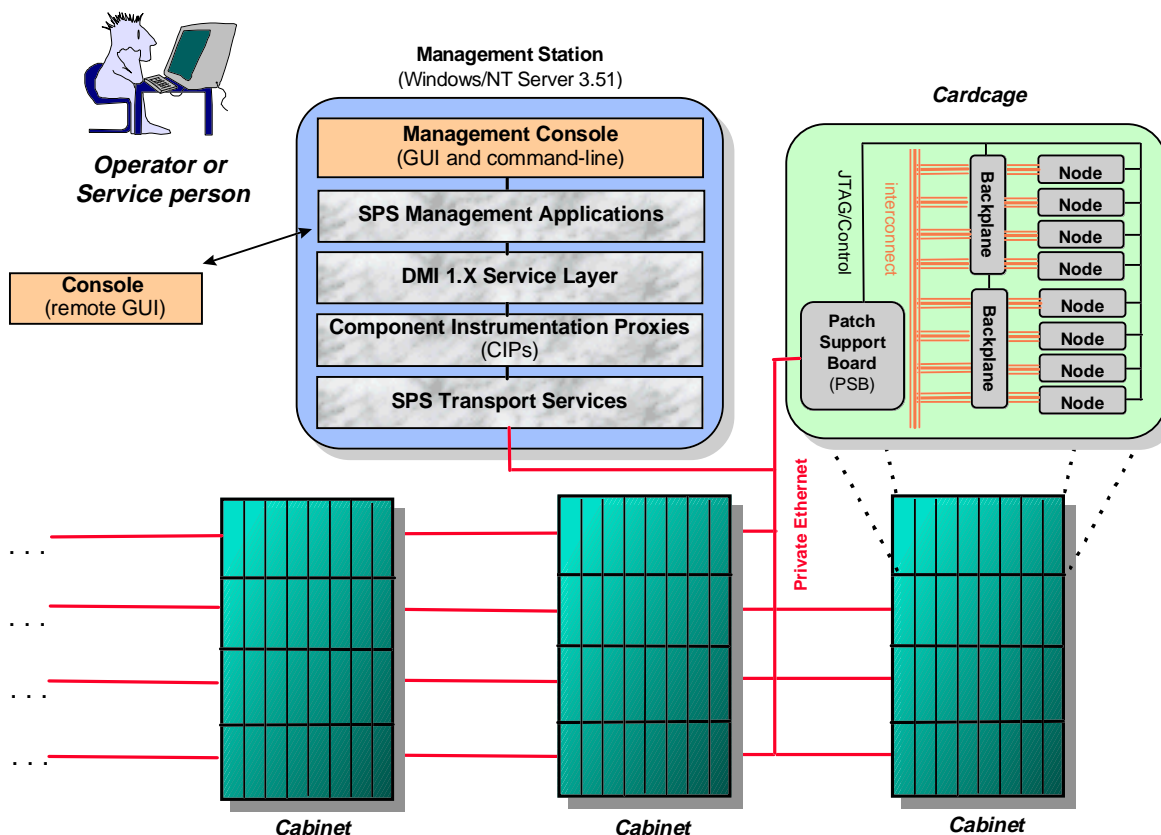 Management Station
(Windows/NT Server 3.51)
Management Console
(GUI and command-line)
SPS Management Applications
DMI 1.X Service Layer
Component Instrumentation Proxies
(CIPs)
SPS Transport Services
Operator or
Service person
Console
(remote GUI)
Cardcage
JTAG/Control
interconnect
Backplane
Backplane
Node
Node
Node
Node
Node
Node
Node
Node
Patch
Support
Board
(PSB)
Private Ethernet
. . .
. . .
. . .
. . .
Cabinet
Cabinet
Cabinet